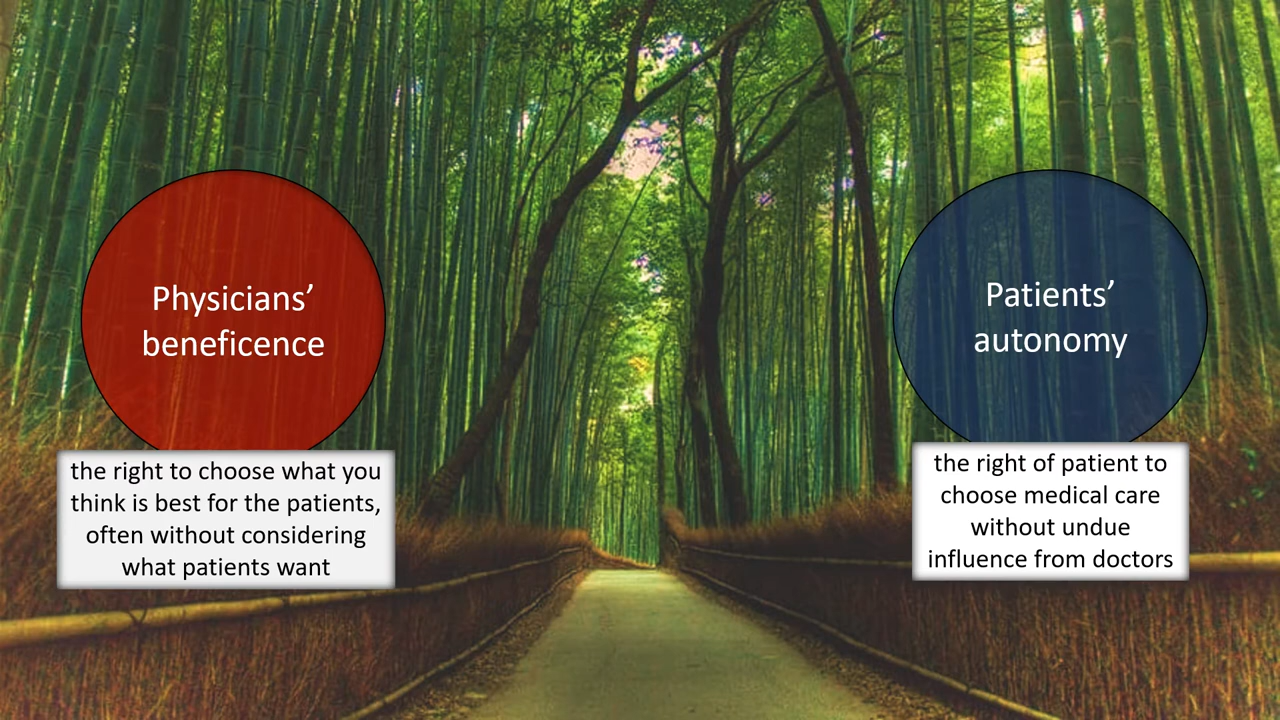 Physicians’
beneficence
the right to choose what you
think is best for the patients,
often without considering
what patients want
Patients’
autonomy
the right of patient to
choose medical care
without undue
influence from doctors